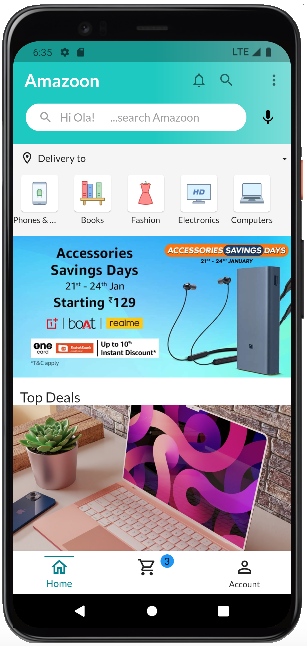 6:35 LTE
Amazoon
Hi Ola! ...search Amazoon
Delivery to
Phones & ... Books Fashion Electronics Computers
HD
ACCESSORIES SAVINGS DAYS
21ST - 24TH JANUARY
Accessories
Savings Days
21st - 24th Jan
Starting ₹129
boAt realme
one card Up to 10%
Instant Discount*
*T&C apply
Top Deals
3
Home Account